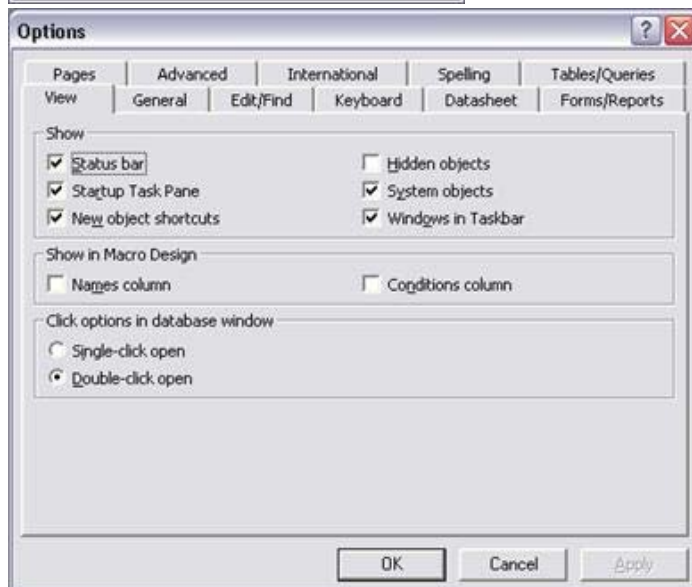 Options
Pages Advanced International Spelling Tables/Queries
View General Edit/Find Keyboard Datasheet Forms/Reports
Show
Status bar Hidden objects
Startup Task Pane System objects
New object shortcuts Windows in Taskbar
Show in Macro Design
Names column Conditions column
Click options in database window
Single-click open
Double-click open
OK Cancel Apply